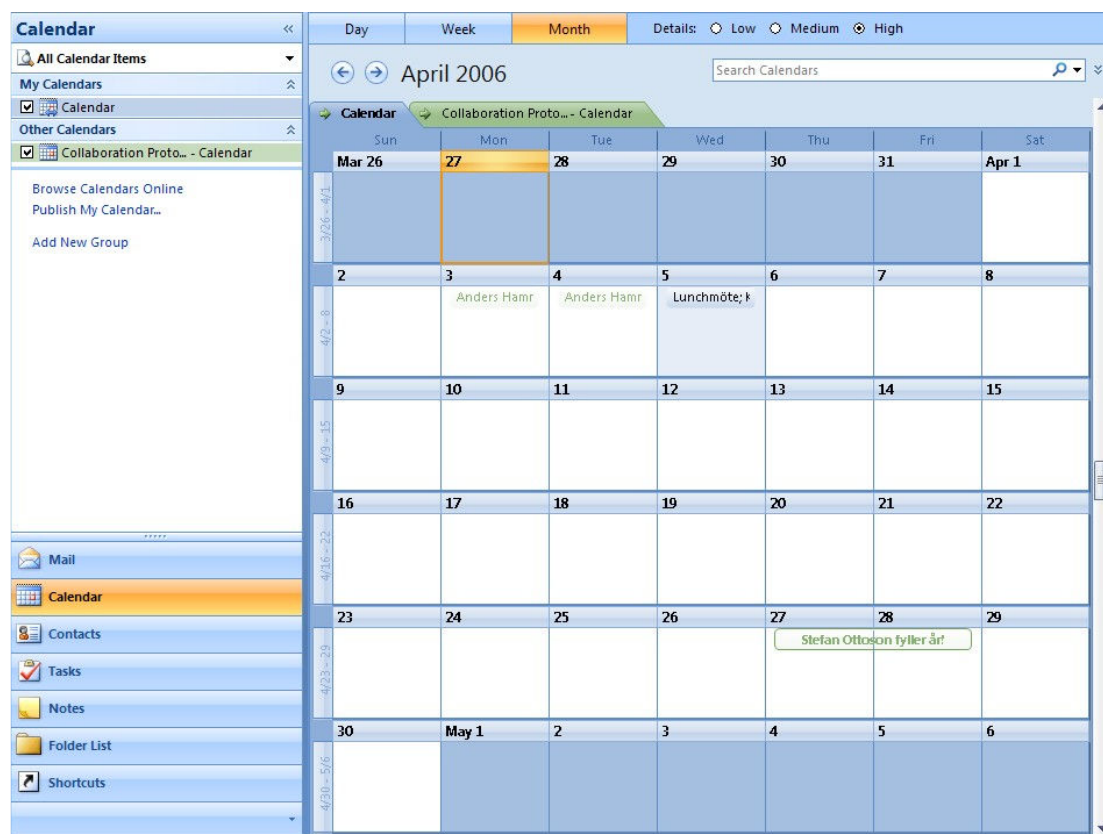 Calendar
All Calendar Items
My Calendars
Calendar
Other Calendars
Collaboration Proto... - Calendar
Browse Calendars Online
Publish My Calendar...
Add New Group
Mail
Calendar
Contacts
Tasks
Notes
Folder List
Shortcuts
Day Week Month Details: Low Medium High
April 2006 Search Calendars
Calendar Collaboration Proto... - Calendar
Sun Mon Tue Wed Thu Fri Sat
3/26 - 4/1
Mar 26 27 28 29 30 31 Apr 1
4/2 - 8
2 3 4 5 6 7 8
Anders Hamr Anders Hamr Lunchmöte;
4/9 - 15
9 10 11 12 13 14 15
4/16 - 22
16 17 18 19 20 21 22
4/23 - 29
23 24 25 26 27 28 29
Stefan Ottoson fyller år!
4/30 - 5/6
30 May 1 2 3 4 5 6